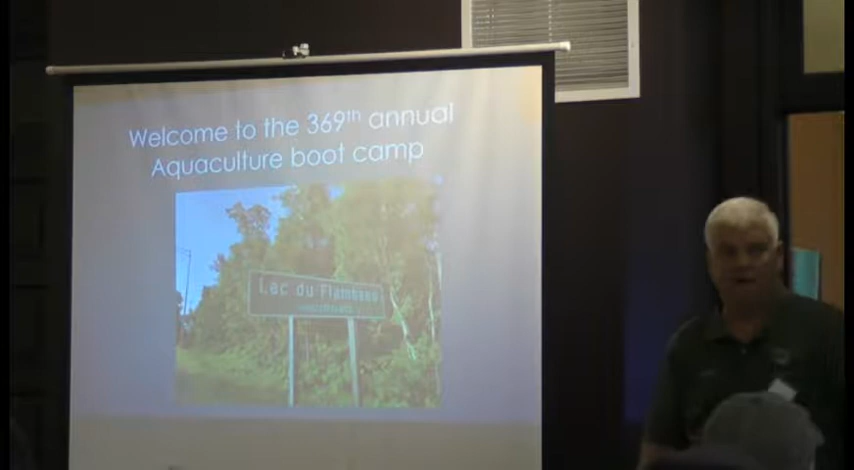 Welcome to the 369th annual
Aquaculture boot camp
Lac du Flambeau